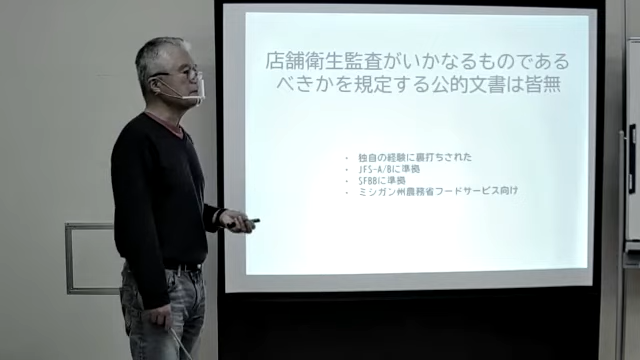 店舗衛生監査がいかなるものである
べきかを規定する公的文書は皆無
・ 独自の経験に裏打ちされた
・ JFS-A/Bに準拠
・ SFBBに準拠
・ ミシガン州農務省フードサービス向け